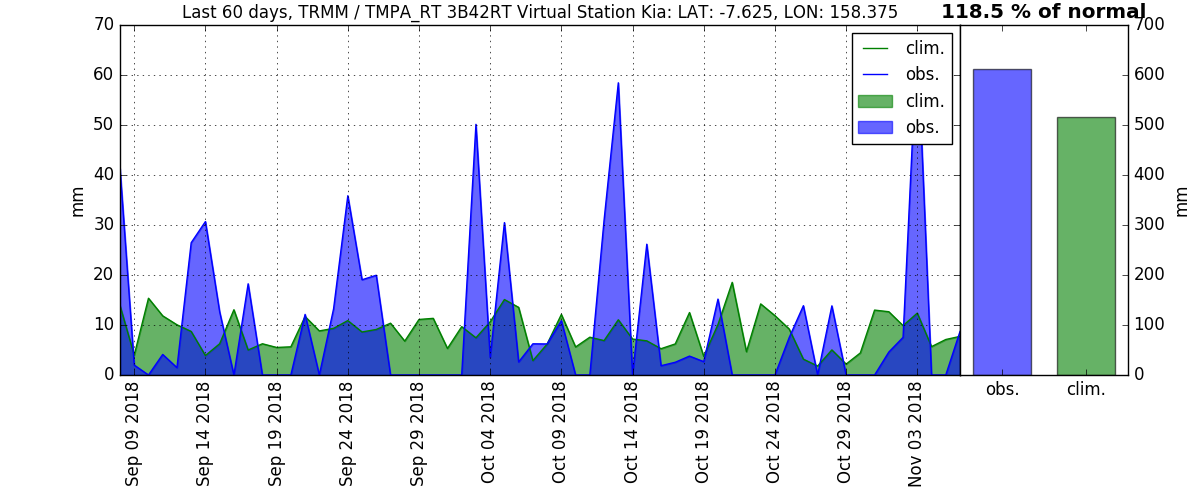 Last 60 days, TRMM / TMPA_RT 3B42RT Virtual Station Kia: LAT: -7.625, LON: 158.375
118.5 % of normal
70
60
50
40
30
20
10
0
mm
clim.
obs.
clim.
obs.
700
600
500
400
300
200
100
0
mm
obs.
clim.
Sep 09 2018
Sep 14 2018
Sep 19 2018
Sep 24 2018
Sep 29 2018
Oct 04 2018
Oct 09 2018
Oct 14 2018
Oct 19 2018
Oct 24 2018
Oct 29 2018
Nov 03 2018